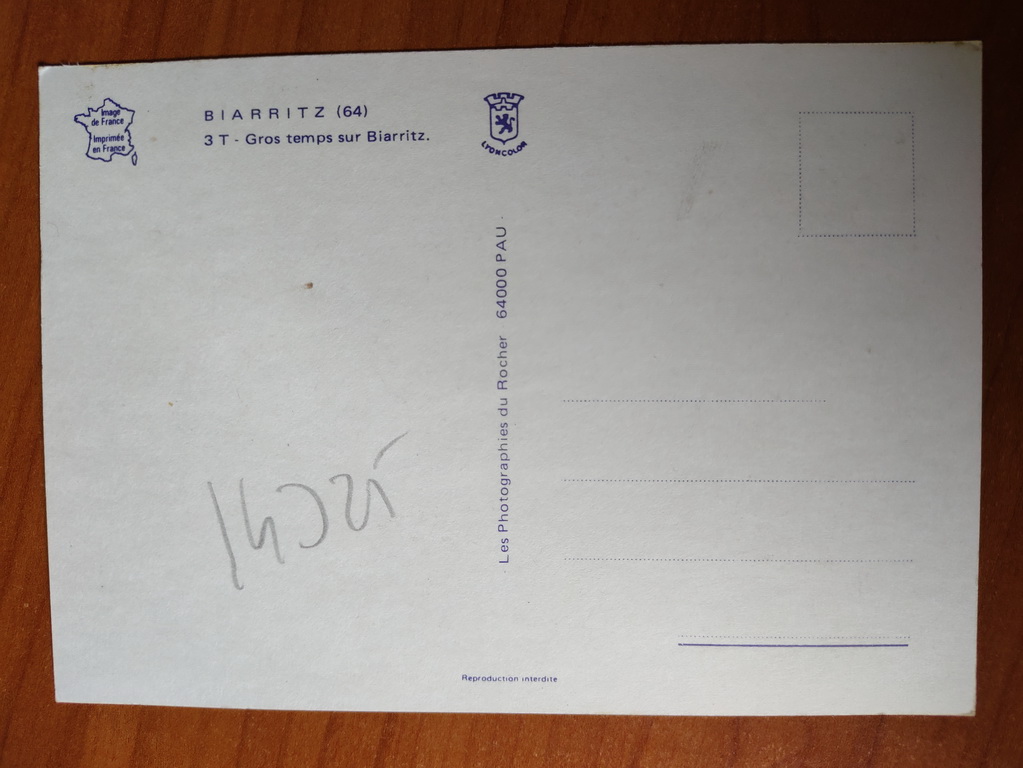 Image
de France
Imprimée
en France
BIARRITZ (64)
3 T - Gros temps sur Biarritz.
LYONCOLOR
Les Photographies du Rocher 64000 PAU
Reproduction interdite